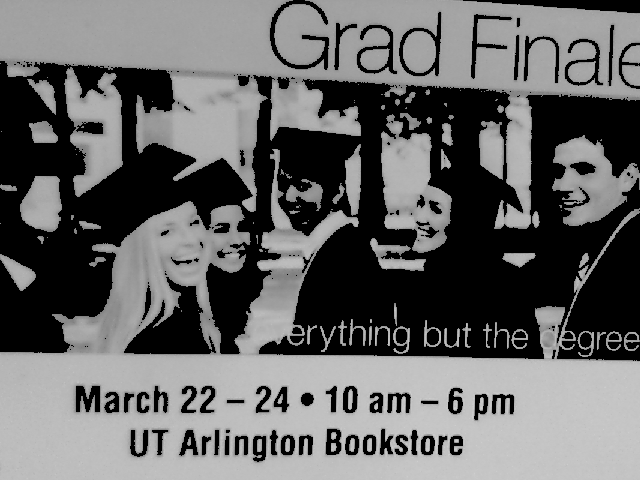 Grad Finale
everything but the degree
March 22 – 24 • 10 am – 6 pm
UT Arlington Bookstore